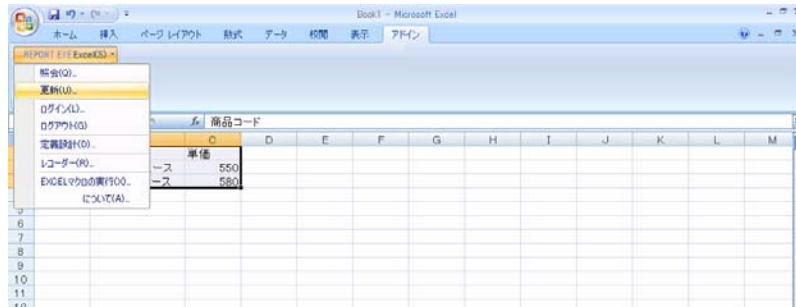 Book1 - Microsoft Excel
ホーム 挿入 ページ レイアウト 数式 データ 校閲 表示 アドイン
REPORT EYE Excel(S)
照会(Q)...
更新(U)...
ログイン(L)...
ログアウト(G)
定義設計(D)...
レコーダー(R)...
EXCELマクロの実行(X)...
について(A)...
fx 商品コード
C D E F G H I J K L M
単価
ース 550
ース 580
6
7
8
9
10
11